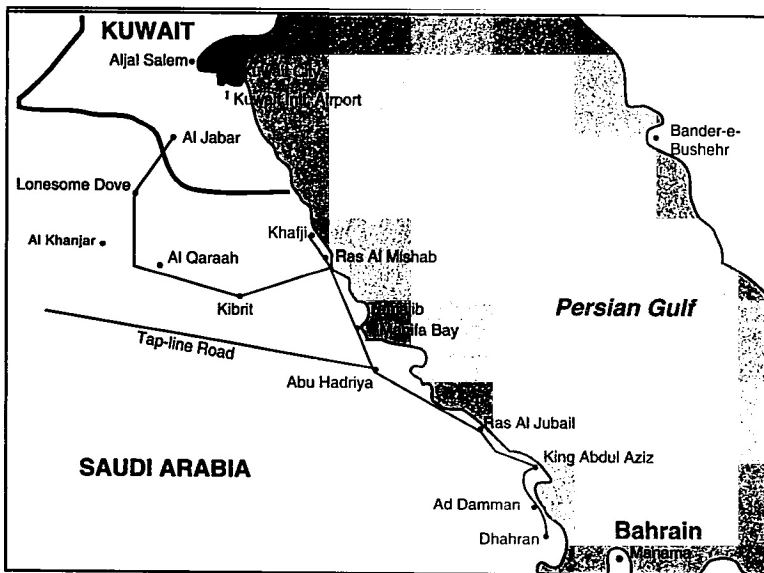 KUWAIT
Aljal Salem
City
Kuwait Int. Airport
Al Jabar
Bander-e-
Bushehr
Lonesome Dove
Khafji
Al Khanjar
Al Qaraah
Ras Al Mishab
Kibrit
Persian Gulf
Bay
Tap-line Road
Abu Hadriya
Ras Al Jubail
SAUDI ARABIA
King Abdul Aziz
Ad Damman
Dhahran
Bahrain
Manama